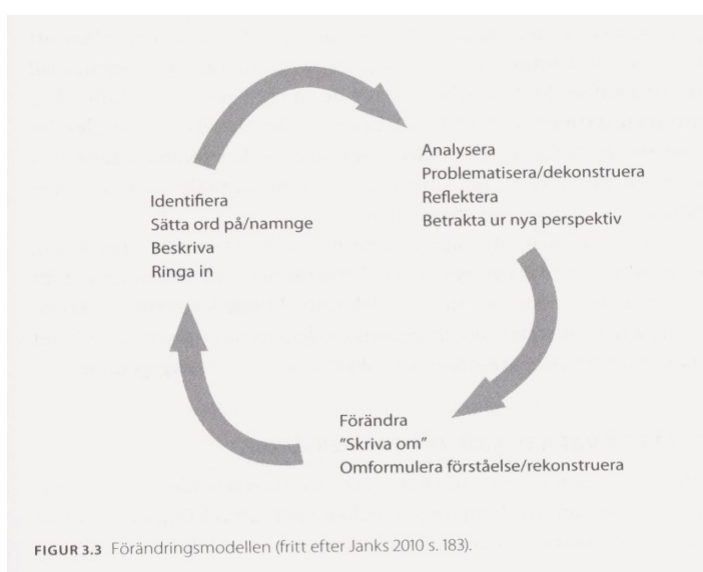 Identifiera
Sätta ord på/namnge
Beskriva
Ringa in
Analysera
Problematisera/dekonstruera
Reflektera
Betrakta ur nya perspektiv
Förändra
”Skriva om”
Omformulera förståelse/rekonstruera
FIGUR 3.3 Förändringsmodellen (fritt efter Janks 2010 s. 183).